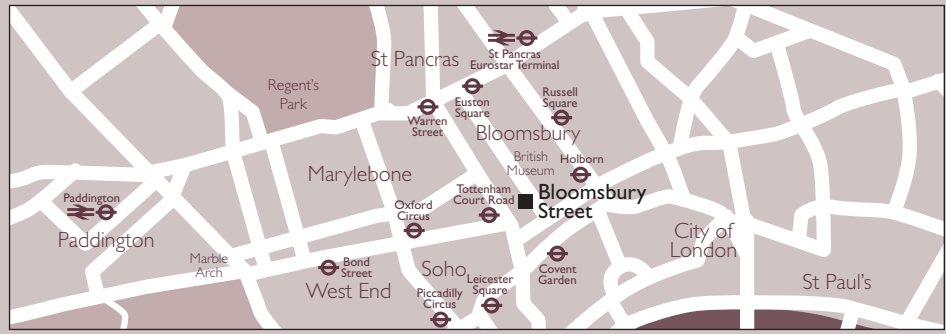 St Pancras
St Pancras
Eurostar Terminal
Regent's
Park
Euston
Square
Russell
Square
Warren
Street
Bloomsbury
British
Museum
Holborn
Marylebone
Paddington
Tottenham
Court Road
Bloomsbury
Street
Oxford
Circus
Paddington
City of
London
Marble
Arch
Bond
Street
Soho
Covent
Garden
West End
Leicester
Square
St Paul's
Piccadilly
Circus